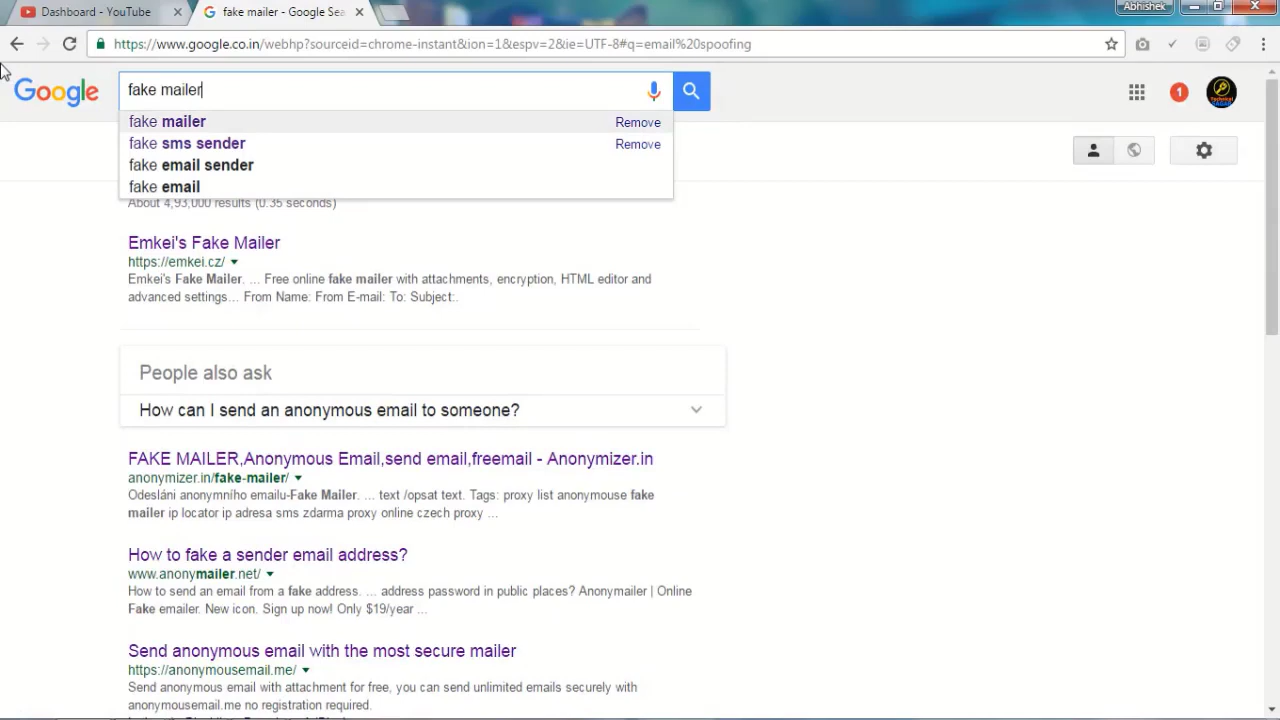 Dashboard - YouTube
fake mailer - Google Sea
Abhishek
https://www.google.co.in/webhp?sourceid=chrome-instant&ion=1&espv=2&ie=UTF-8#q=email%20spoofing
Google
fake mailer
1
fake mailer Remove
fake sms sender Remove
fake email sender
fake email
About 4,93,000 results (0.35 seconds)
Emkei's Fake Mailer
https://emkei.cz/
Emkei's Fake Mailer. ... Free online fake mailer with attachments, encryption, HTML editor and
advanced settings... From Name: From E-mail: To: Subject:.
People also ask
How can I send an anonymous email to someone?
FAKE MAILER,Anonymous Email,send email,freemail - Anonymizer.in
anonymizer.in/fake-mailer/
Odeslání anonymního emailu-Fake Mailer. ... text /opsat text. Tags: proxy list anonymouse fake
mailer ip locator ip adresa sms zdarma proxy online czech proxy ...
How to fake a sender email address?
www.anonymailer.net/
How to send an email from a fake address. ... address password in public places? Anonymailer | Online
Fake emailer. New icon. Sign up now! Only $19/year ...
Send anonymous email with the most secure mailer
https://anonymousemail.me/
Send anonymous email with attachment for free, you can send unlimited emails securely with
anonymousemail.me no registration required.